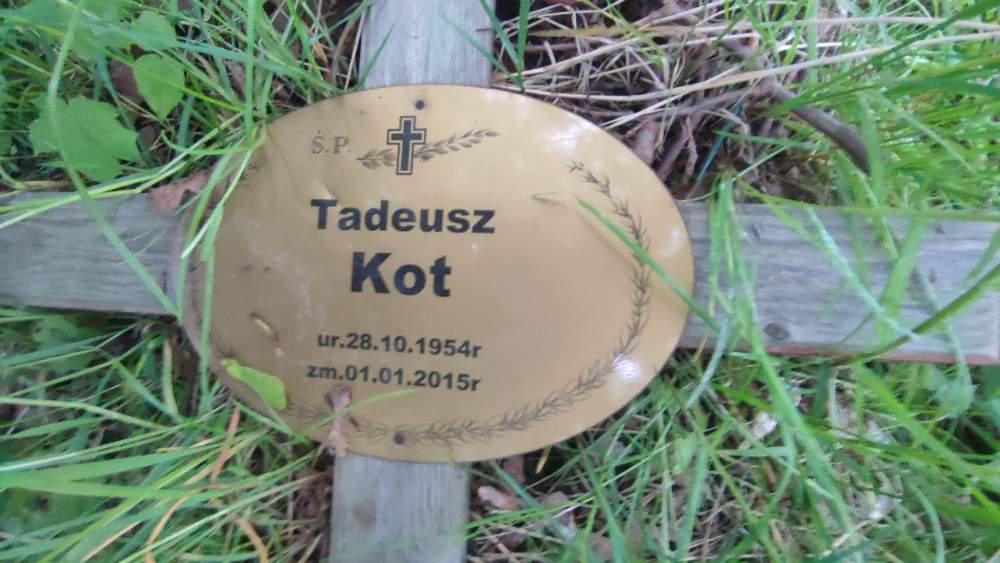 Ś.P.
Tadeusz
Kot
ur.28.10.1954r
zm.01.01.2015r